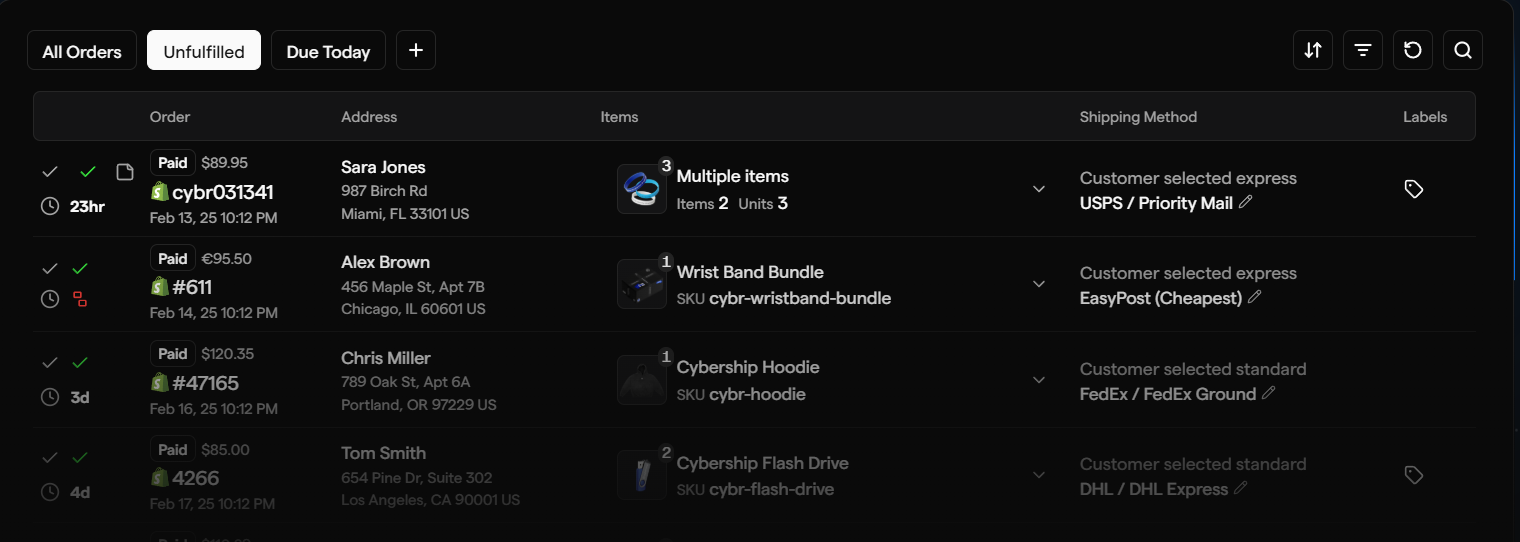 All Orders Unfulfilled Due Today +
Order Address Items Shipping Method Labels
Paid $89.95
cybr031341
23hr
Feb 13, 25 10:12 PM
Sara Jones
987 Birch Rd
Miami, FL 33101 US
3
Multiple items
Items 2 Units 3
Customer selected express
USPS / Priority Mail
Paid €95.50
#611
Feb 14, 25 10:12 PM
Alex Brown
456 Maple St, Apt 7B
Chicago, IL 60601 US
1
Wrist Band Bundle
SKU cybr-wristband-bundle
Customer selected express
EasyPost (Cheapest)
Paid $120.35
#47165
3d
Feb 16, 25 10:12 PM
Chris Miller
789 Oak St, Apt 6A
Portland, OR 97229 US
1
Cybership Hoodie
SKU cybr-hoodie
Customer selected standard
FedEx / FedEx Ground
Paid $85.00
4266
4d
Feb 17, 25 10:12 PM
Tom Smith
654 Pine Dr, Suite 302
Los Angeles, CA 90001 US
2
Cybership Flash Drive
SKU cybr-flash-drive
Customer selected standard
DHL / DHL Express